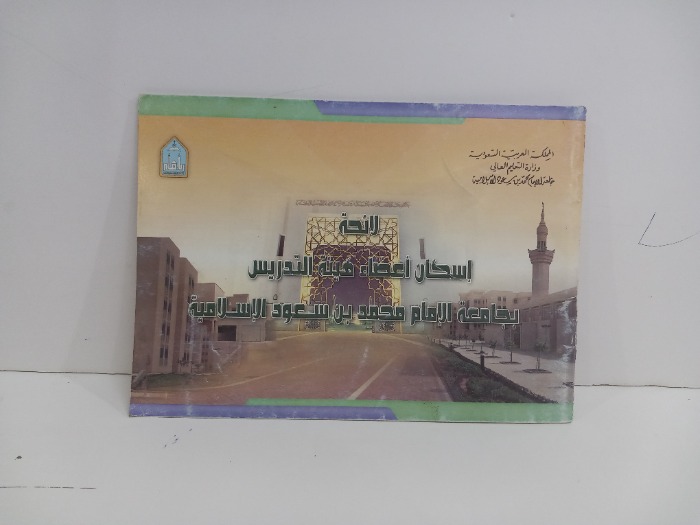 المملكة العربية السعودية
وزارة التعليم العالي
جامعة الإمام محمد بن سعود الإسلامية
لائحة
إسكان أعضاء هيئة التدريس
بجامعة الإمام محمد بن سعود الإسلامية